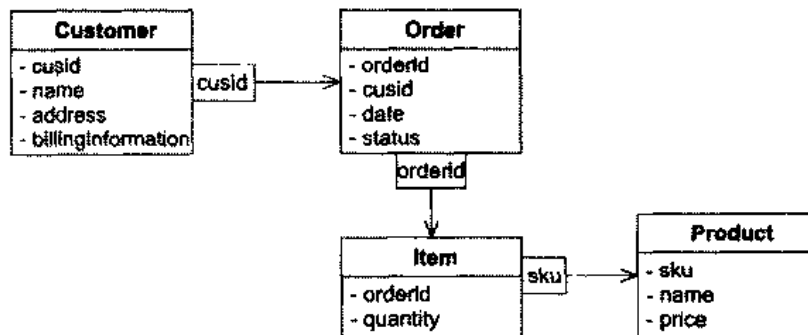 Customer
- cusid
- name
- address
- billingInformation
cusid
Order
- orderId
- cusid
- date
- status
orderId
Item
- orderId
- quantity
sku
Product
- sku
- name
- price